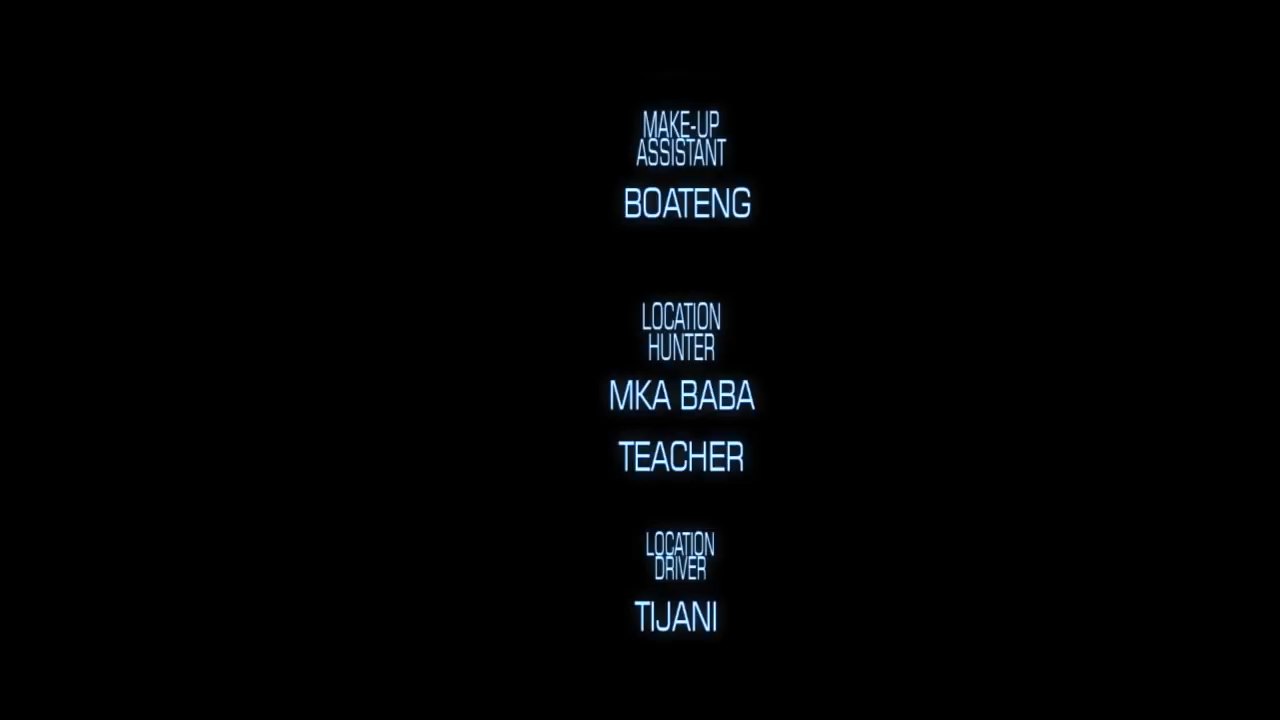 MAKE-UP
ASSISTANT
BOATENG
LOCATION
HUNTER
MKA BABA
TEACHER
LOCATION
DRIVER
TIJANI